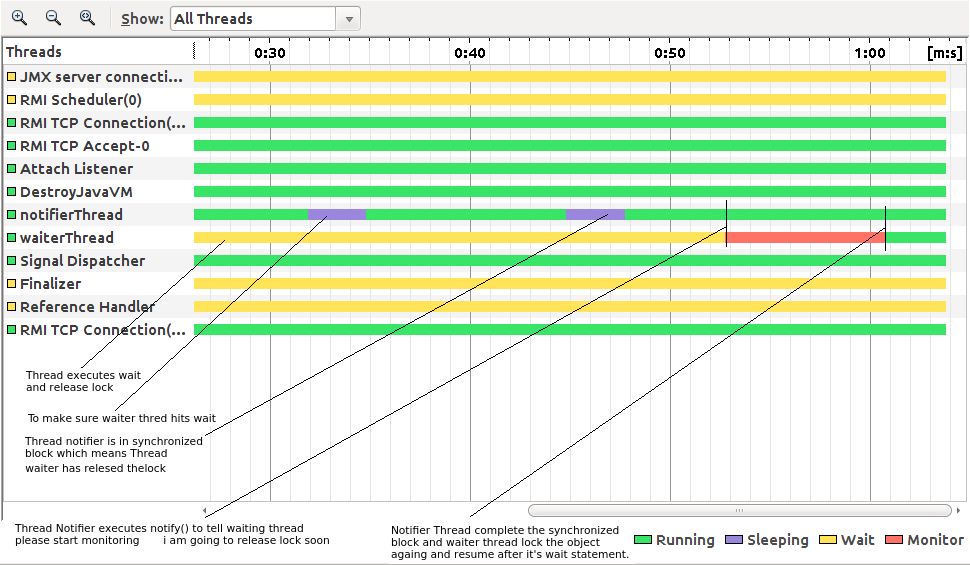 Show: All Threads
Threads 0:30 0:40 0:50 1:00 [m:s]
JMX server connecti...
RMI Scheduler(0)
RMI TCP Connection(...
RMI TCP Accept-0
Attach Listener
DestroyJavaVM
notifierThread
waiterThread
Signal Dispatcher
Finalizer
Reference Handler
RMI TCP Connection(...
Thread executes wait
and release lock
To make sure waiter thred hits wait
Thread notifier is in synchronized
block which means Thread
waiter has relesed thelock
Thread Notifier executes notify() to tell waiting thread
please start monitoring i am going to release lock soon
Notifier Thread complete the synchronized
block and waiter thread lock the object
againg and resume after it's wait statement.
Running Sleeping Wait Monitor